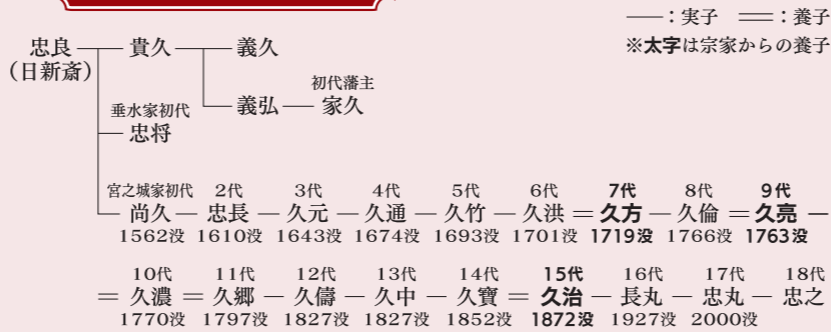 ──：実子　══：養子
※太字は宗家からの養子
忠良 ─ 貴久 ─ 義久
(日新斎)
初代藩主
義弘 ─ 家久
垂水家初代
忠将
宮之城家初代 2代 3代 4代 5代 6代 7代 8代 9代
尚久 ─ 忠長 ─ 久元 ─ 久通 ─ 久竹 ─ 久洪 ＝ 久方 ─ 久倫 ＝ 久亮 ─
1562没 1610没 1643没 1674没 1693没 1701没 1719没 1766没 1763没
10代 11代 12代 13代 14代 15代 16代 17代 18代
＝ 久濃 ＝ 久郷 ─ 久儔 ─ 久中 ─ 久寶 ＝ 久治 ─ 長丸 ─ 忠丸 ─ 忠之
1770没 1797没 1827没 1827没 1852没 1872没 1927没 2000没